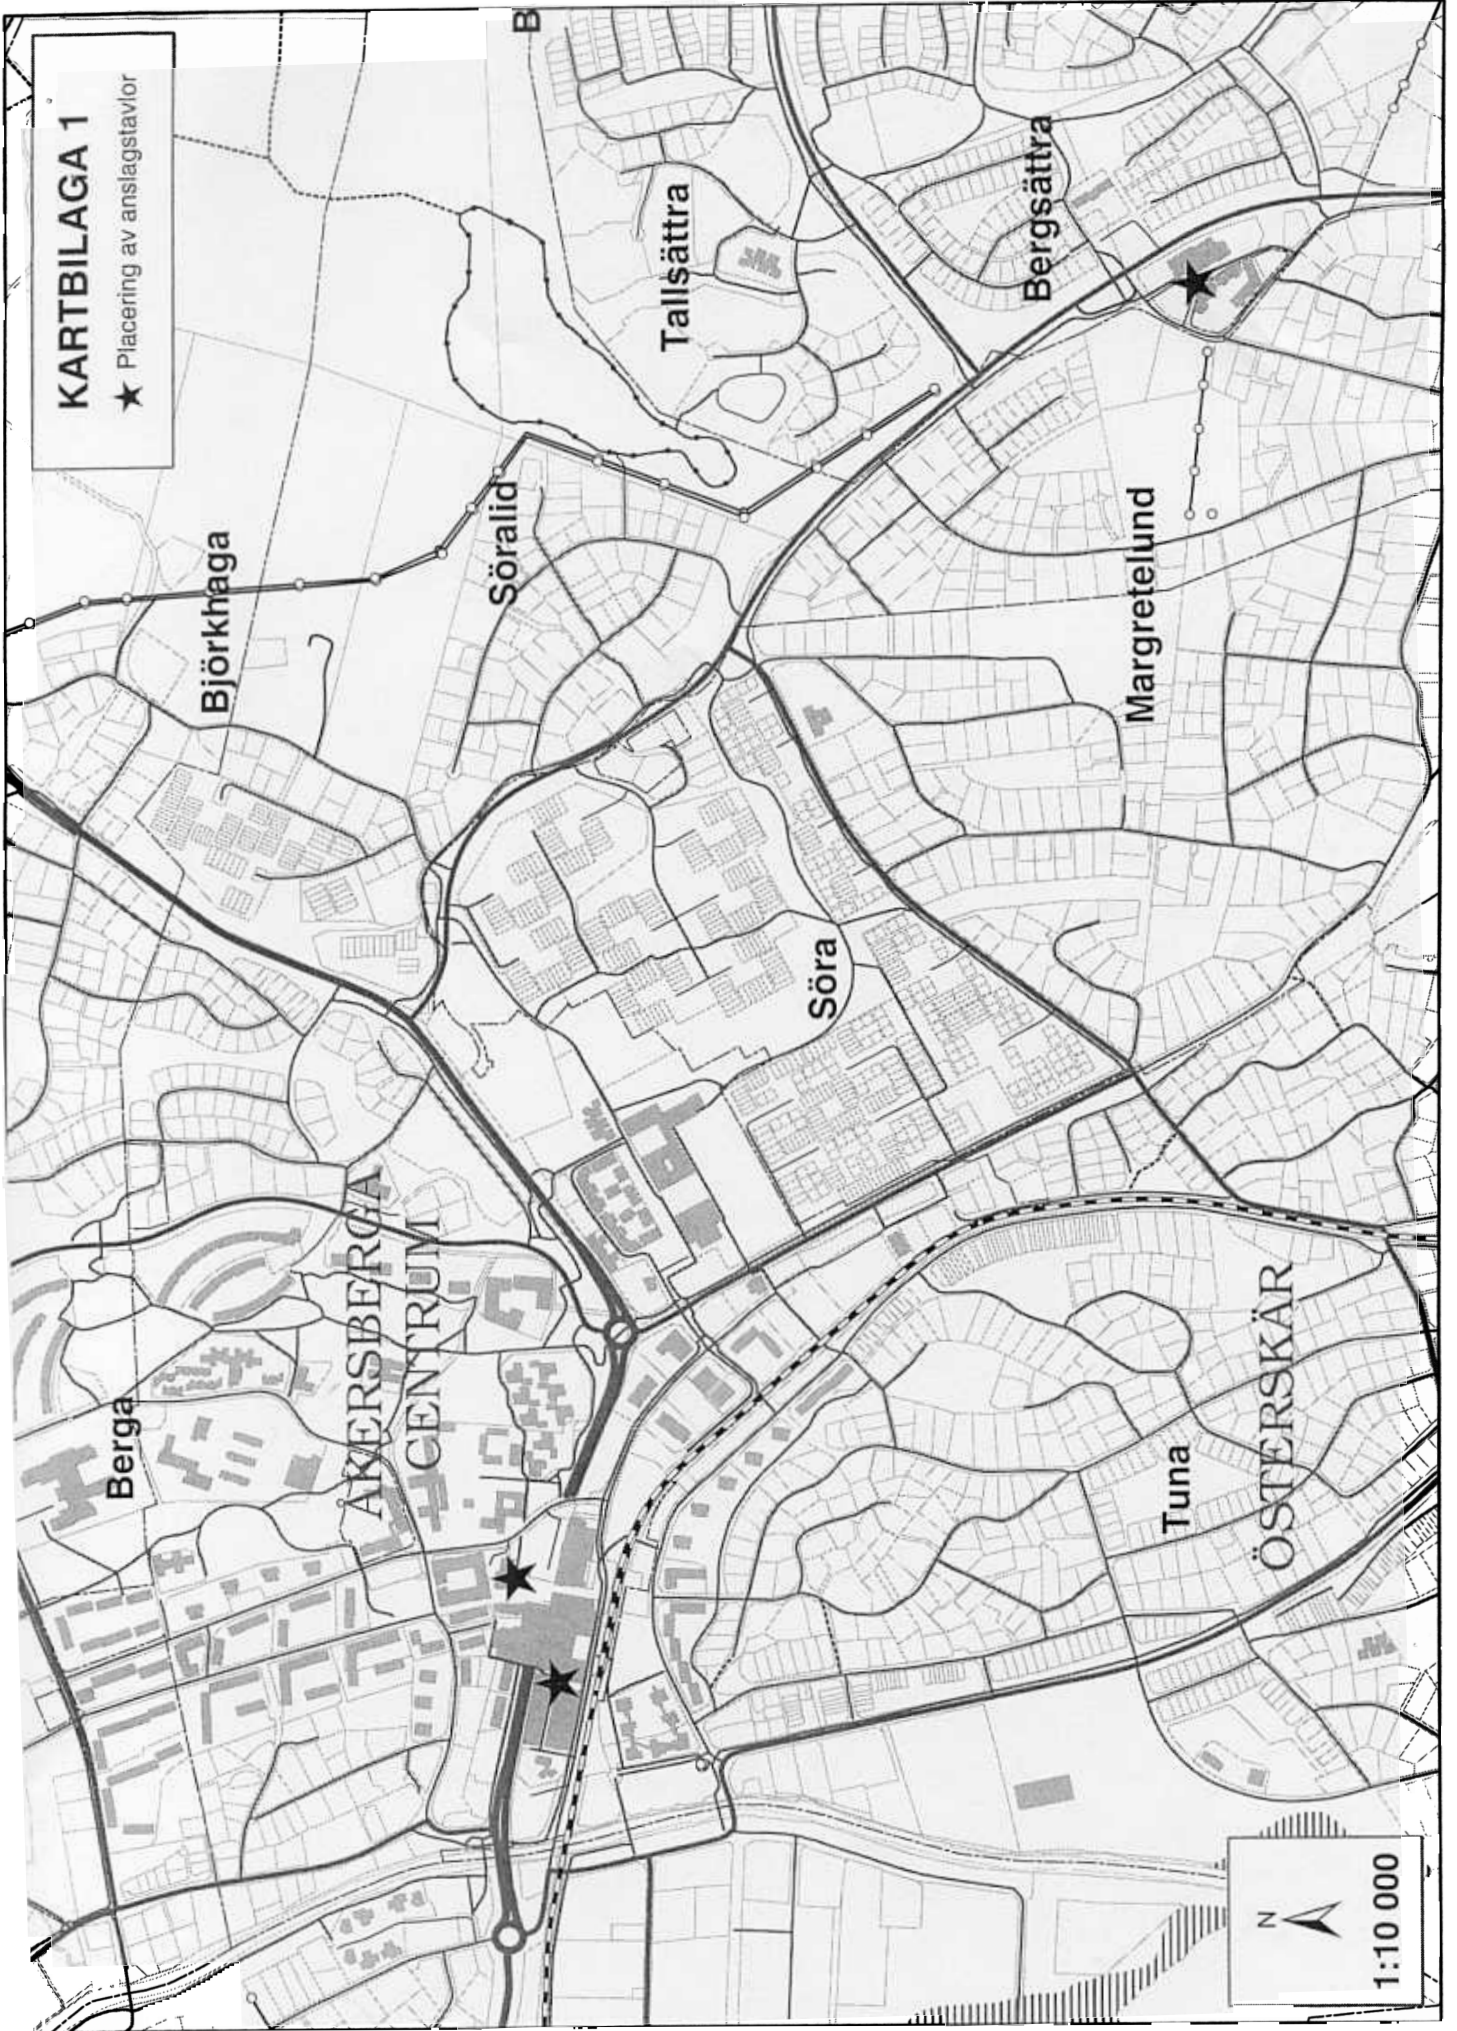 KARTBILAGA 1
★ Placering av anslagstavlor
B
Björkhaga
Söralid
Tallsättra
Bergsättra
Margretelund
Söra
Berga
ÅKERSBERGA
CENTRUM
Tuna
ÖSTERSKÄR
N
1:10 000